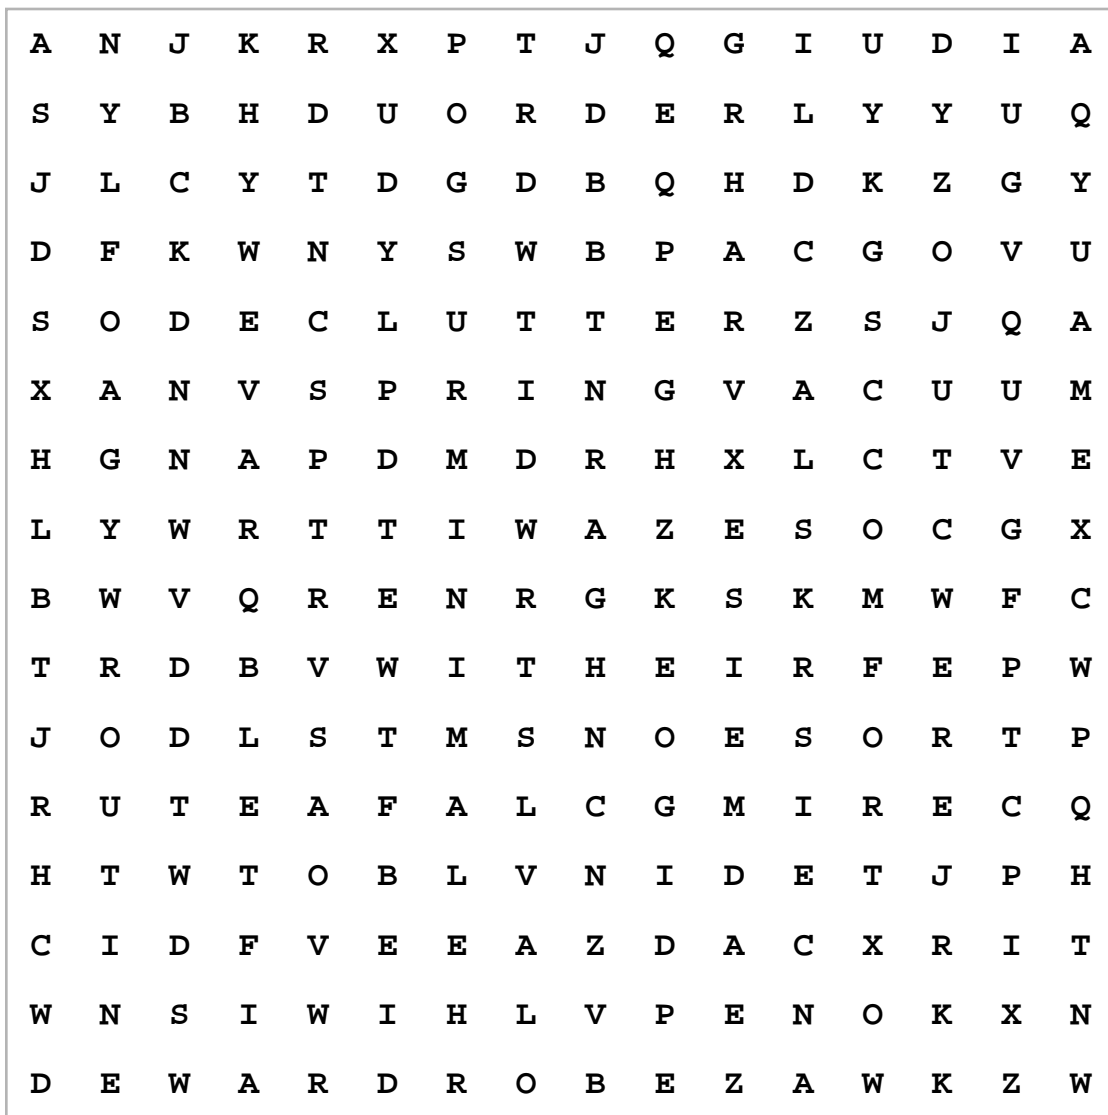 A N J K R X P T J Q G I U D I A
S Y B H D U O R D E R L Y Y U Q
J L C Y T D G D B Q H D K Z G Y
D F K W N Y S W B P A C G O V U
S O D E C L U T T E R Z S J Q A
X A N V S P R I N G V A C U U M
H G N A P D M D R H X L C T V E
L Y W R T T I W A Z E S O C G X
B W V Q R E N R G K S K M W F C
T R D B V W I T H E I R F E P W
J O D L S T M S N O E S O R T P
R U T E A F A L C G M I R E C Q
H T W T O B L V N I D E T J P H
C I D F V E E A Z D A C X R I T
W N S I W I H L V P E N O K X N
D E W A R D R O B E Z A W K Z W